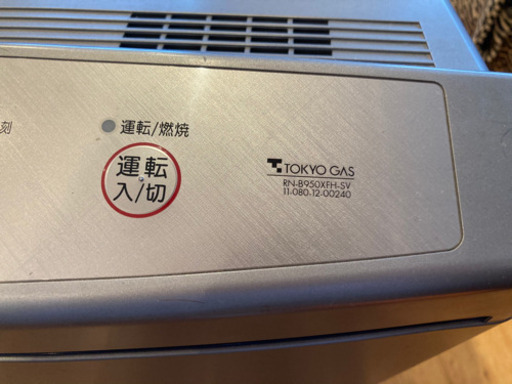 刻
運転/燃焼
運転
入/切
TOKYO GAS
RN-B950XFH-SV
11-080-12-00240